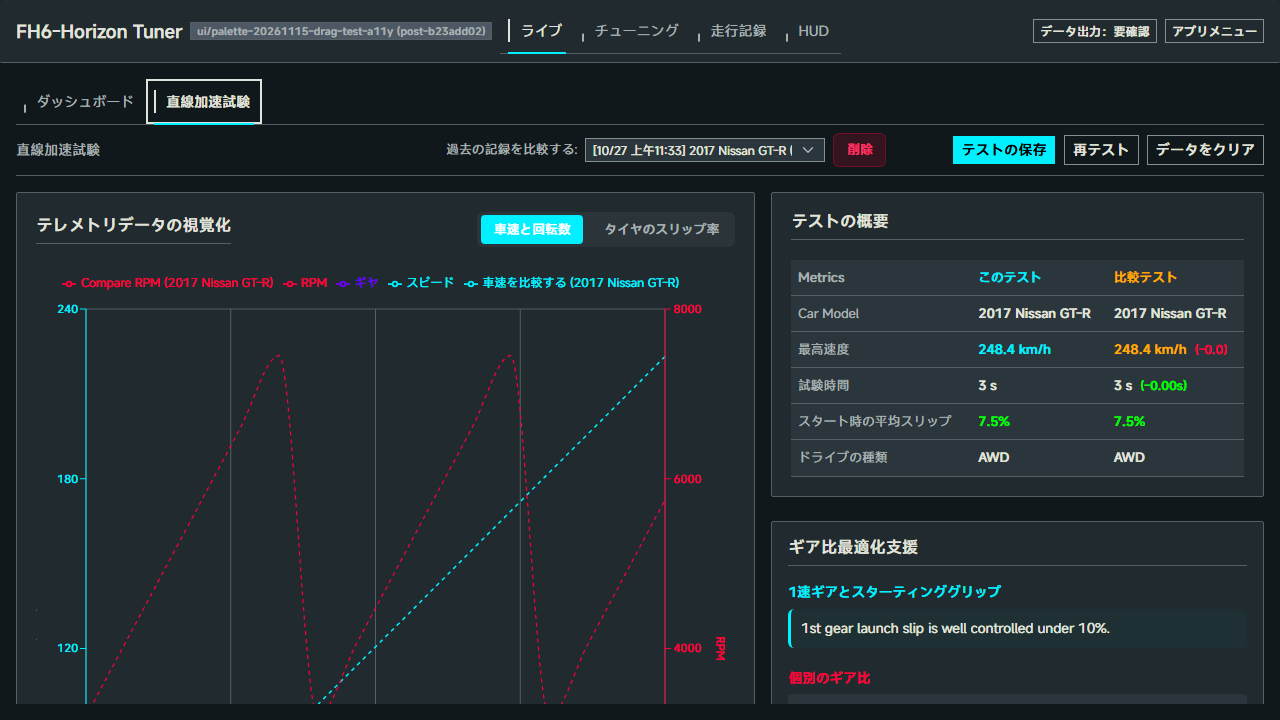 FH6-Horizon Tuner ui/palette-20261115-drag-test-a11y (post-b23add02) ライブ チューニング 走行記録 HUD データ出力: 要確認 アプリメニュー
ダッシュボード 直線加速試験
直線加速試験 過去の記録を比較する: [10/27 上午11:33] 2017 Nissan GT-R ( 削除 テストの保存 再テスト データをクリア
テレメトリデータの視覚化 車速と回転数 タイヤのスリップ率
Compare RPM (2017 Nissan GT-R) RPM ギヤ スピード 車速を比較する (2017 Nissan GT-R)
240 8000
180 6000
120 4000
RPM
テストの概要
Metrics このテスト 比較テスト
Car Model 2017 Nissan GT-R 2017 Nissan GT-R
最高速度 248.4 km/h 248.4 km/h (-0.0)
試験時間 3 s 3 s (-0.00s)
スタート時の平均スリップ 7.5% 7.5%
ドライブの種類 AWD AWD
ギア比最適化支援
1速ギアとスターティンググリップ
1st gear launch slip is well controlled under 10%.
個別のギア比